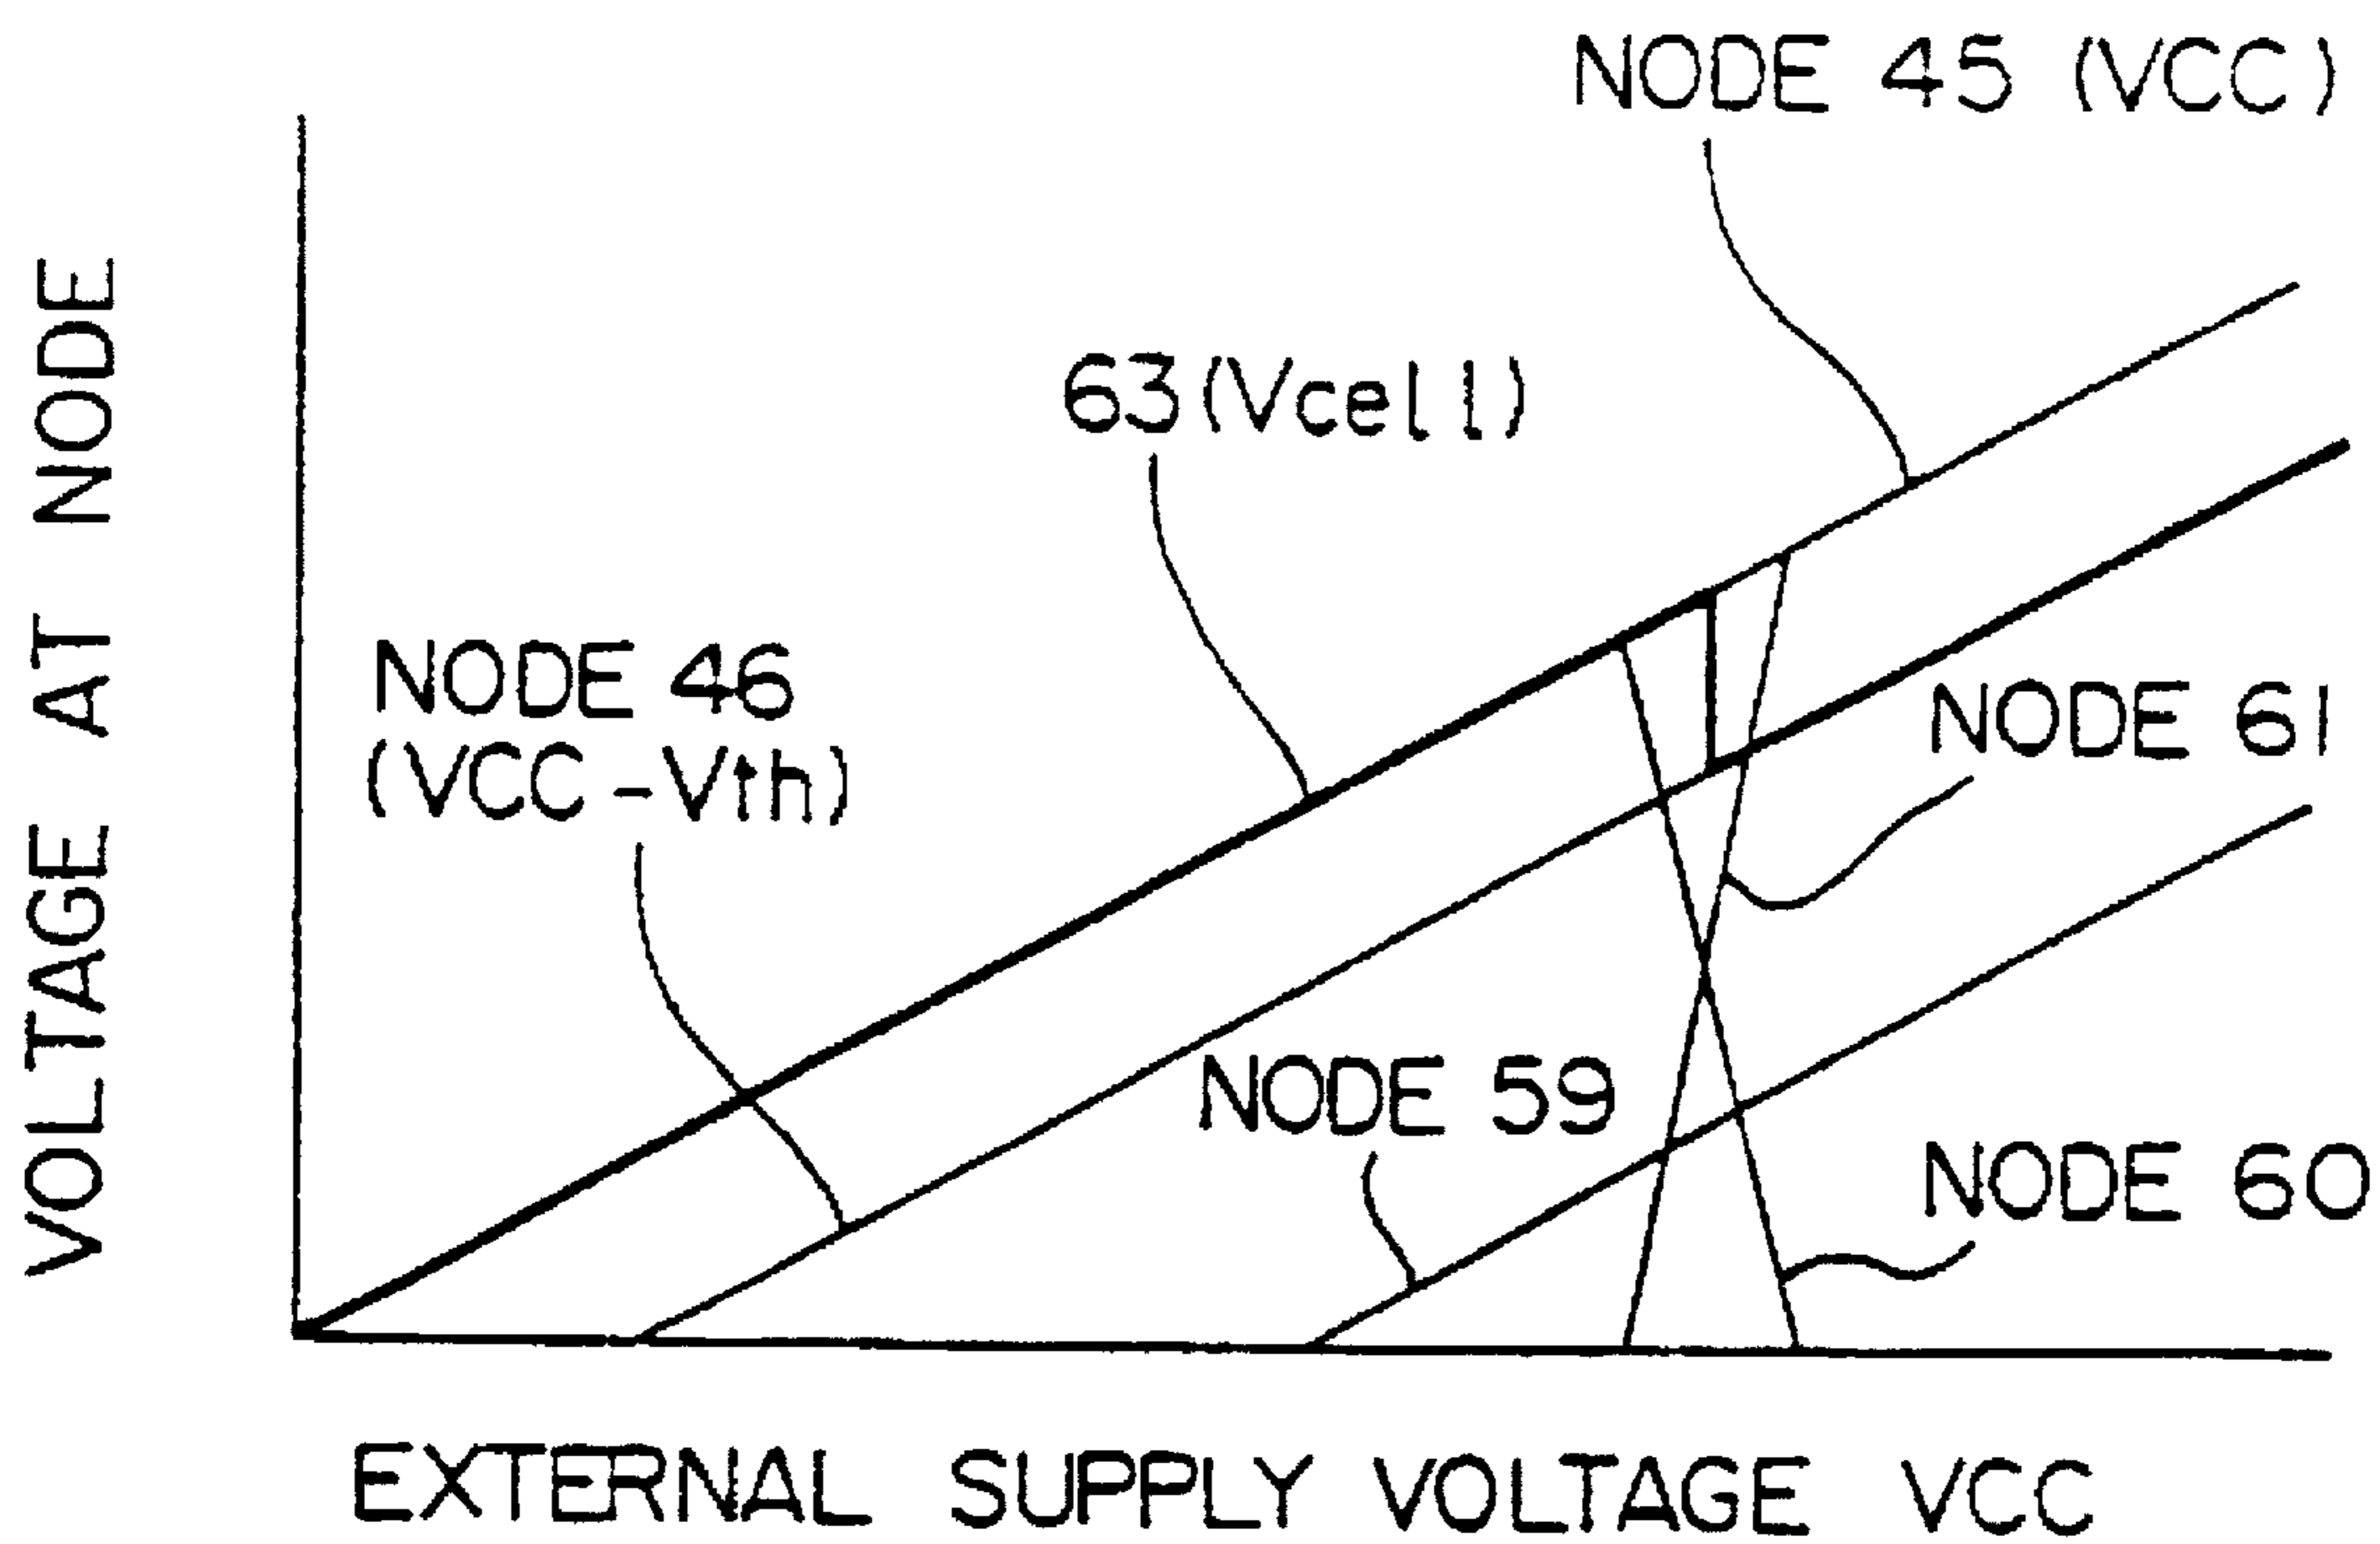 NODE 45 (VCC)
63(Vcell)
NODE 46
(VCC-Vth)
NODE 61
NODE 59
NODE 60
VOLTAGE AT NODE
EXTERNAL SUPPLY VOLTAGE VCC